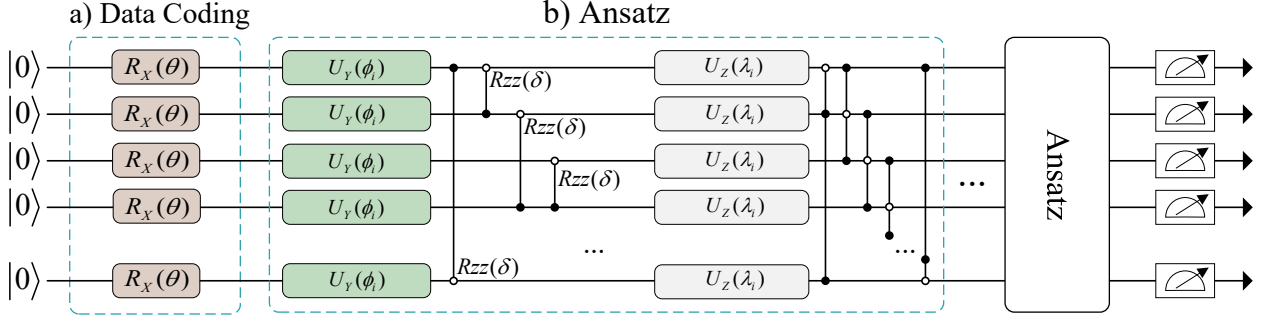 a) Data Coding
b) Ansatz
|0⟩ R_X(θ) U_Y(ϕ_i) U_Z(λ_i)
Rzz(δ)
|0⟩ R_X(θ) U_Y(ϕ_i) U_Z(λ_i)
Rzz(δ)
|0⟩ R_X(θ) U_Y(ϕ_i) U_Z(λ_i)
Rzz(δ)
...
Ansatz
|0⟩ R_X(θ) U_Y(ϕ_i) U_Z(λ_i)
... ...
Rzz(δ)
|0⟩ R_X(θ) U_Y(ϕ_i) U_Z(λ_i)